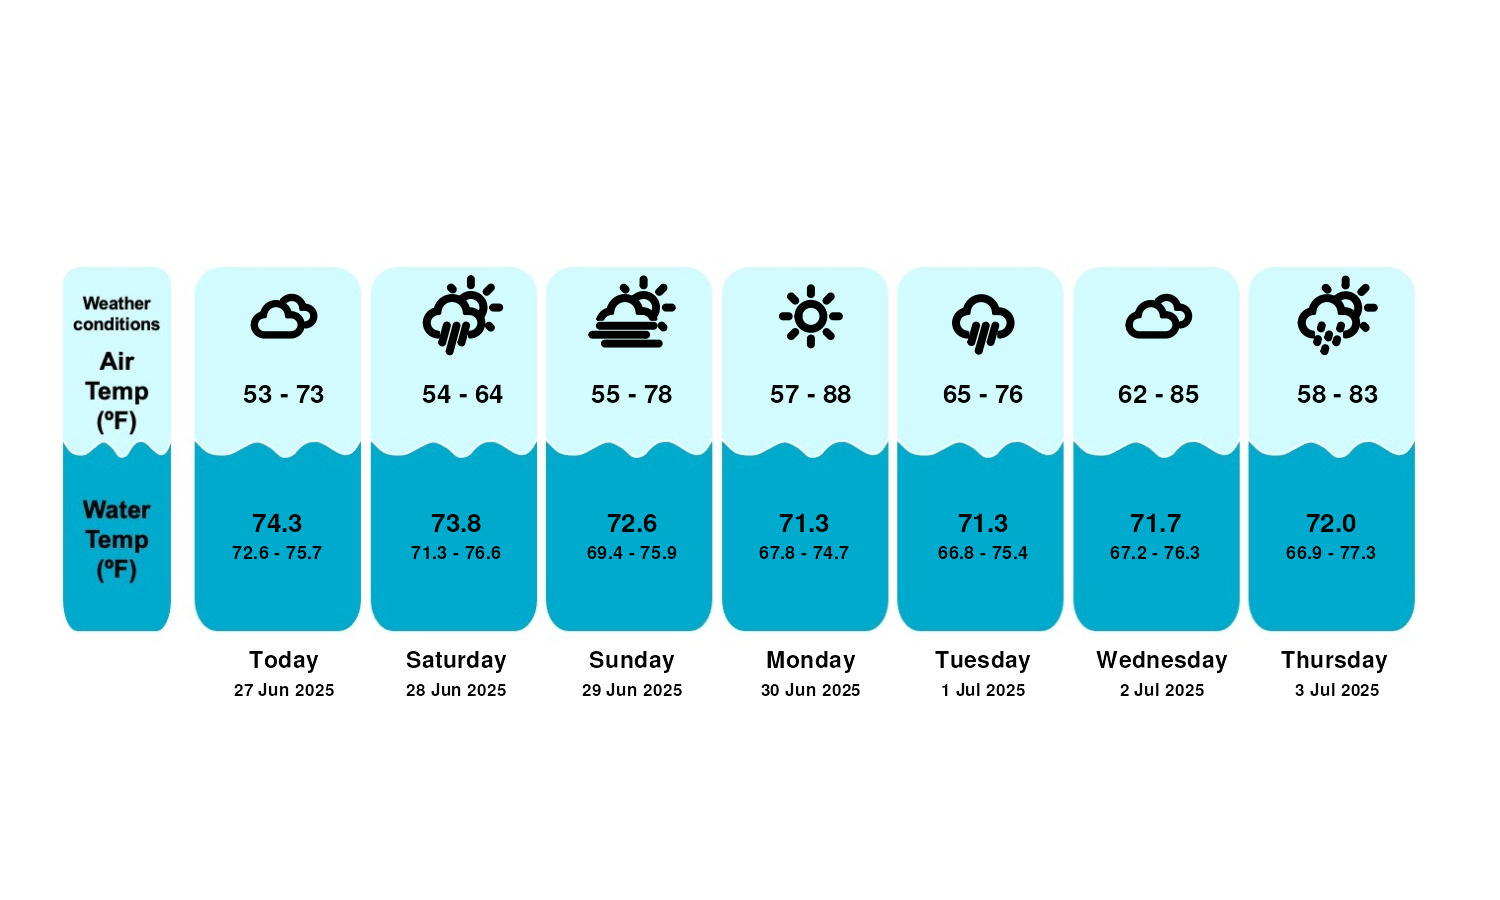 Weather
conditions
Air
Temp
(ºF)
Water
Temp
(ºF)
53 - 73
74.3
72.6 - 75.7
Today
27 Jun 2025
54 - 64
73.8
71.3 - 76.6
Saturday
28 Jun 2025
55 - 78
72.6
69.4 - 75.9
Sunday
29 Jun 2025
57 - 88
71.3
67.8 - 74.7
Monday
30 Jun 2025
65 - 76
71.3
66.8 - 75.4
Tuesday
1 Jul 2025
62 - 85
71.7
67.2 - 76.3
Wednesday
2 Jul 2025
58 - 83
72.0
66.9 - 77.3
Thursday
3 Jul 2025